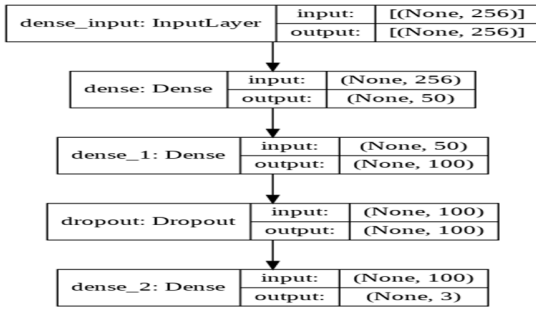 dense_input: InputLayer input: [(None, 256)]
output: [(None, 256)]
dense: Dense input: (None, 256)
output: (None, 50)
dense_1: Dense input: (None, 50)
output: (None, 100)
dropout: Dropout input: (None, 100)
output: (None, 100)
dense_2: Dense input: (None, 100)
output: (None, 3)